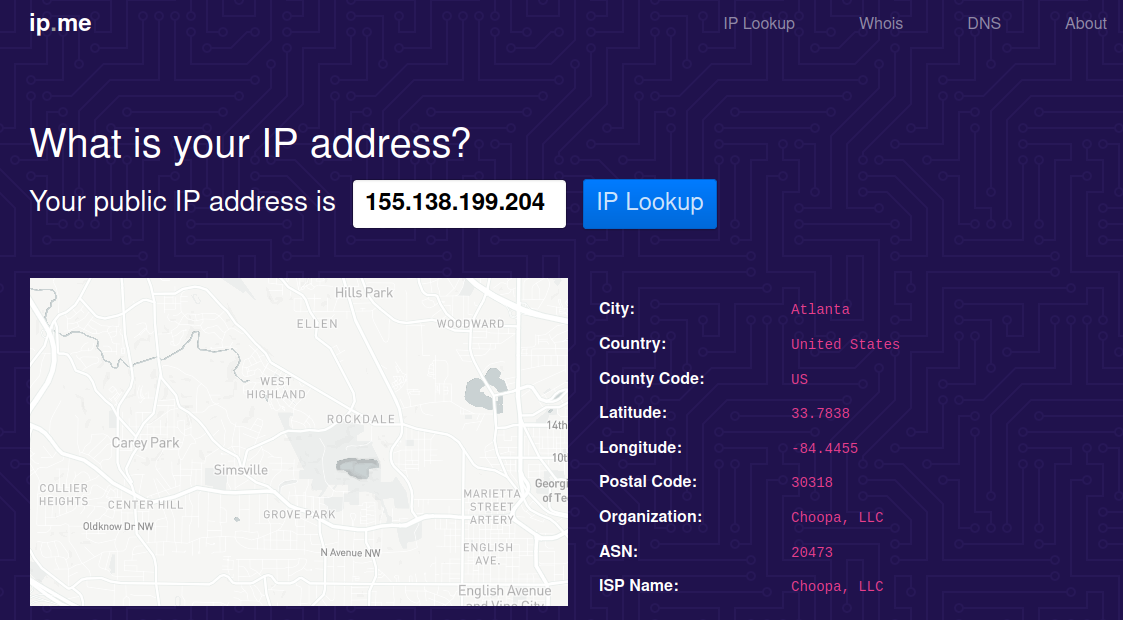 ip.me
IP Lookup
Whois
DNS
About
What is your IP address?
Your public IP address is 155.138.199.204 IP Lookup
Hills Park
ELLEN
WOODWARD
WEST
HIGHLAND
ROCKDALE
14th
Carey Park
10t
Simsville
Georgi
of Te
COLLIER
HEIGHTS
CENTER HILL
MARIETTA
STREET
ARTERY
GROVE PARK
Oldknow Dr NW
N Avenue NW
ENGLISH
AVE.
English Avenue
and Vine City
City: Atlanta
Country: United States
County Code: US
Latitude: 33.7838
Longitude: -84.4455
Postal Code: 30318
Organization: Choopa, LLC
ASN: 20473
ISP Name: Choopa, LLC